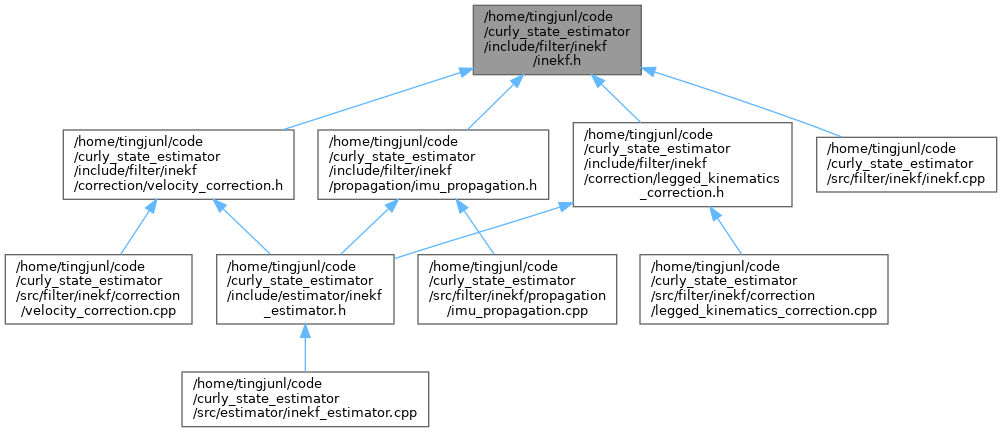 /home/tingjunl/code
/curly_state_estimator
/include/filter/inekf
/inekf.h
/home/tingjunl/code
/curly_state_estimator
/include/filter/inekf
/correction/velocity_correction.h
/home/tingjunl/code
/curly_state_estimator
/include/filter/inekf
/propagation/imu_propagation.h
/home/tingjunl/code
/curly_state_estimator
/include/filter/inekf
/correction/legged_kinematics
_correction.h
/home/tingjunl/code
/curly_state_estimator
/src/filter/inekf/inekf.cpp
/home/tingjunl/code
/curly_state_estimator
/src/filter/inekf/correction
/velocity_correction.cpp
/home/tingjunl/code
/curly_state_estimator
/include/estimator/inekf
_estimator.h
/home/tingjunl/code
/curly_state_estimator
/src/filter/inekf/propagation
/imu_propagation.cpp
/home/tingjunl/code
/curly_state_estimator
/src/filter/inekf/correction
/legged_kinematics_correction.cpp
/home/tingjunl/code
/curly_state_estimator
/src/estimator/inekf_estimator.cpp